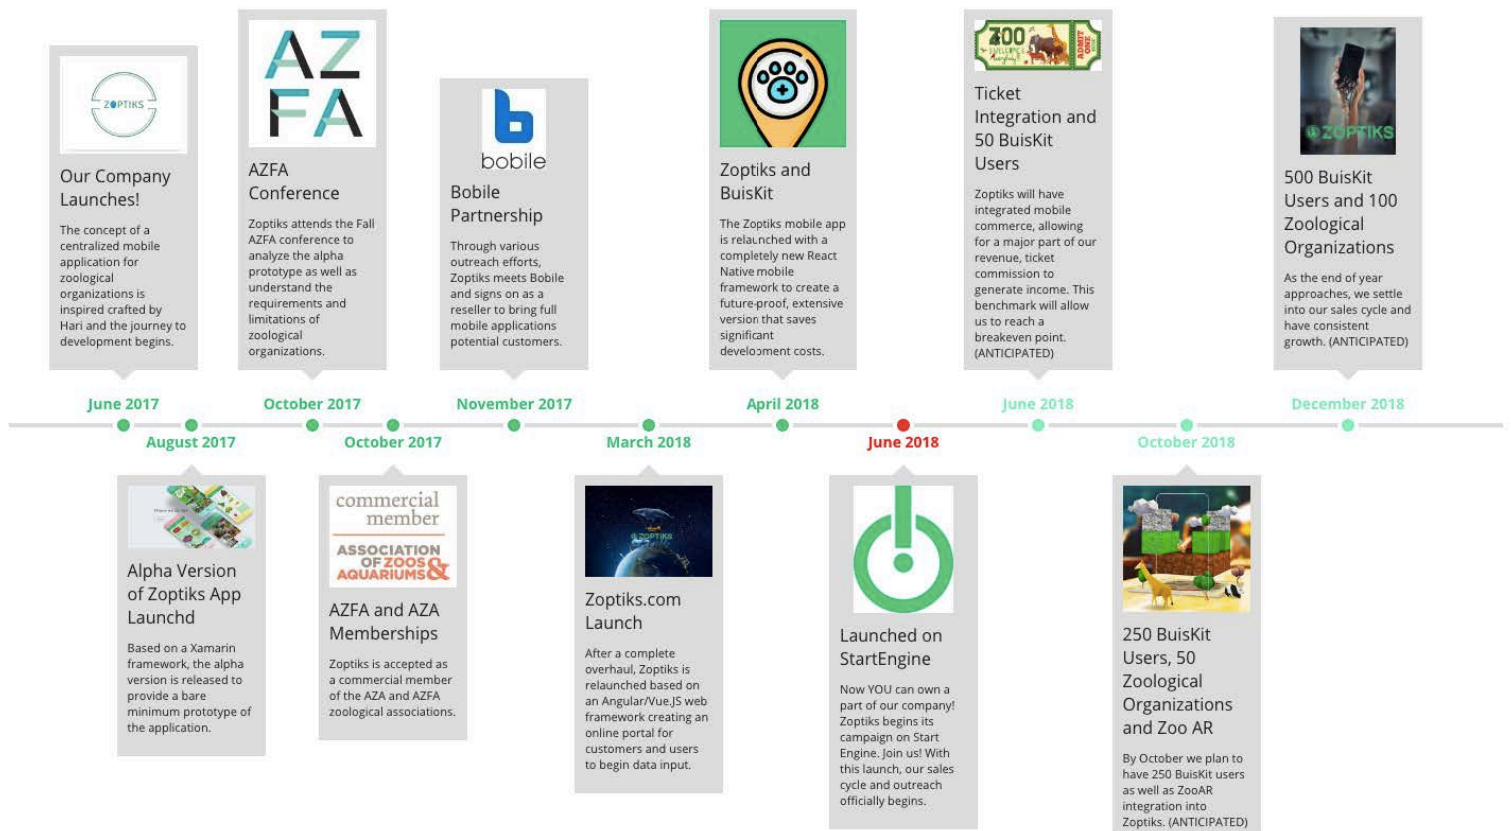 ZOPTIKS
Our Company
Launches!
The concept of a
centralized mobile
application for
zoological
organizations is
inspired crafted by
Hari and the journey to
development begins.
June 2017
August 2017
Alpha Version
of Zoptiks App
Launchd
Based on a Xamarin
framework, the alpha
version is released to
provide a bare
minimum prototype of
the application.
AZ
FA
AZFA
Conference
Zoptiks attends the Fall
AZFA conference to
analyze the alpha
prototype as well as
understand the
requirements and
limitations of
zoological
organizations.
October 2017
October 2017
commercial
member
ASSOCIATION
OF ZOOS
AQUARIUMS&
AZFA and AZA
Memberships
Zoptiks is accepted as
a commercial member
of the AZA and AZFA
zoological associations.
b
bobile
Bobile
Partnership
Through various
outreach efforts,
Zoptiks meets Bobile
and signs on as a
reseller to bring full
mobile applications
potential customers.
November 2017
March 2018
ZOPTIKS
Zoptiks.com
Launch
After a complete
overhaul, Zoptiks is
relaunched based on
an Angular/Vue.JS web
framework creating an
online portal for
customers and users
to begin data input.
Zoptiks and
BuisKit
The Zoptiks mobile app
is relaunched with a
completely new React
Native mobile
framework to create a
future-proof, extensive
version that saves
significant
development costs.
April 2018
June 2018
Launched on
StartEngine
Now YOU can own a
part of our company!
Zoptiks begins its
campaign on Start
Engine. Join us! With
this launch, our sales
cycle and outreach
officially begins.
ZOO
ADMIT
ONE
Ticket
Integration and
50 BuisKit
Users
Zoptiks will have
integrated mobile
commerce, allowing
for a major part of our
revenue, ticket
commission to
generate income. This
benchmark will allow
us to reach a
breakeven point.
(ANTICIPATED)
June 2018
October 2018
250 BuisKit
Users, 50
Zoological
Organizations
and Zoo AR
By October we plan to
have 250 BuisKit users
as well as ZooAR
integration into
Zoptiks. (ANTICIPATED)
ZOPTIKS
500 BuisKit
Users and 100
Zoological
Organizations
As the end of year
approaches, we settle
into our sales cycle and
have consistent
growth. (ANTICIPATED)
December 2018